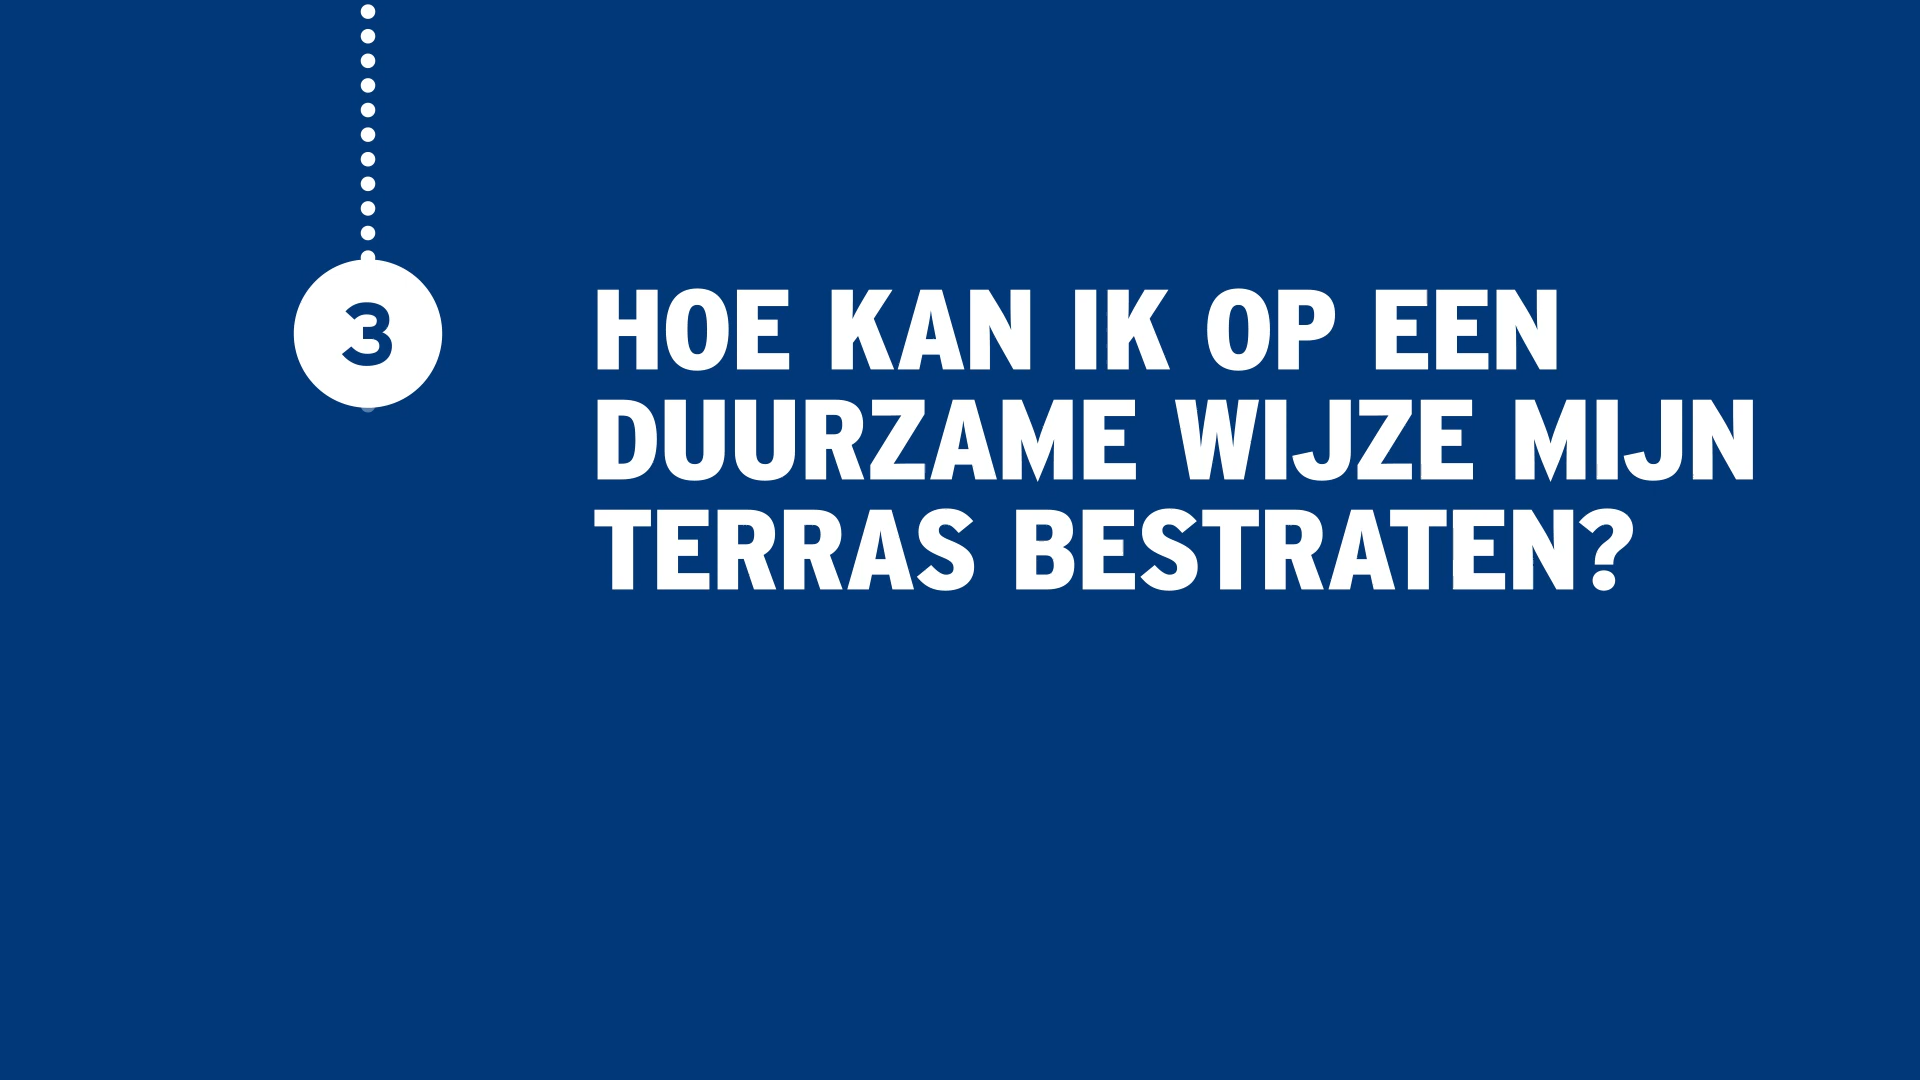 3
HOE KAN IK OP EEN
DUURZAME WIJZE MIJN
TERRAS BESTRATEN?